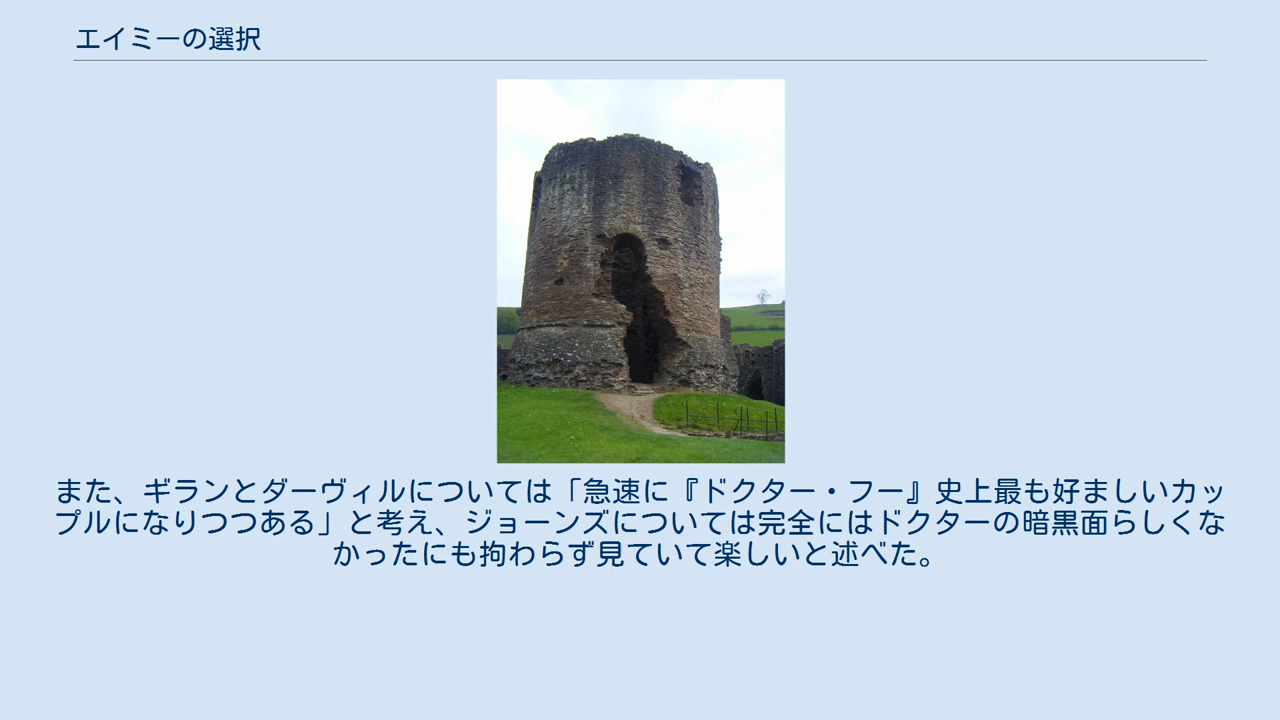 エイミーの選択
また、ギランとダーヴィルについては「急速に『ドクター・フー』史上最も好ましいカッ
プルになりつつある」と考え、ジョーンズについては完全にはドクターの暗黒面らしくな
かったにも拘わらず見ていて楽しいと述べた。